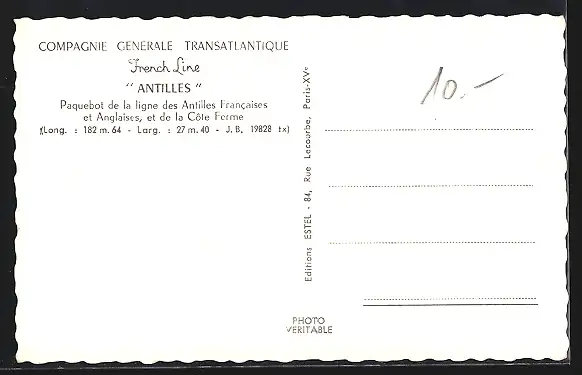 COMPAGNIE GENERALE TRANSATLANTIQUE
French Line
" ANTILLES "
Paquebot de la ligne des Antilles Françaises
et Anglaises, et de la Côte Ferme
(Long. : 182 m. 64 - Larg. : 27 m. 40 - J. B. 19828 tx)
Editions ESTEL - 84, Rue Lecourbe, Paris-XVe
10.-
PHOTO
VERITABLE